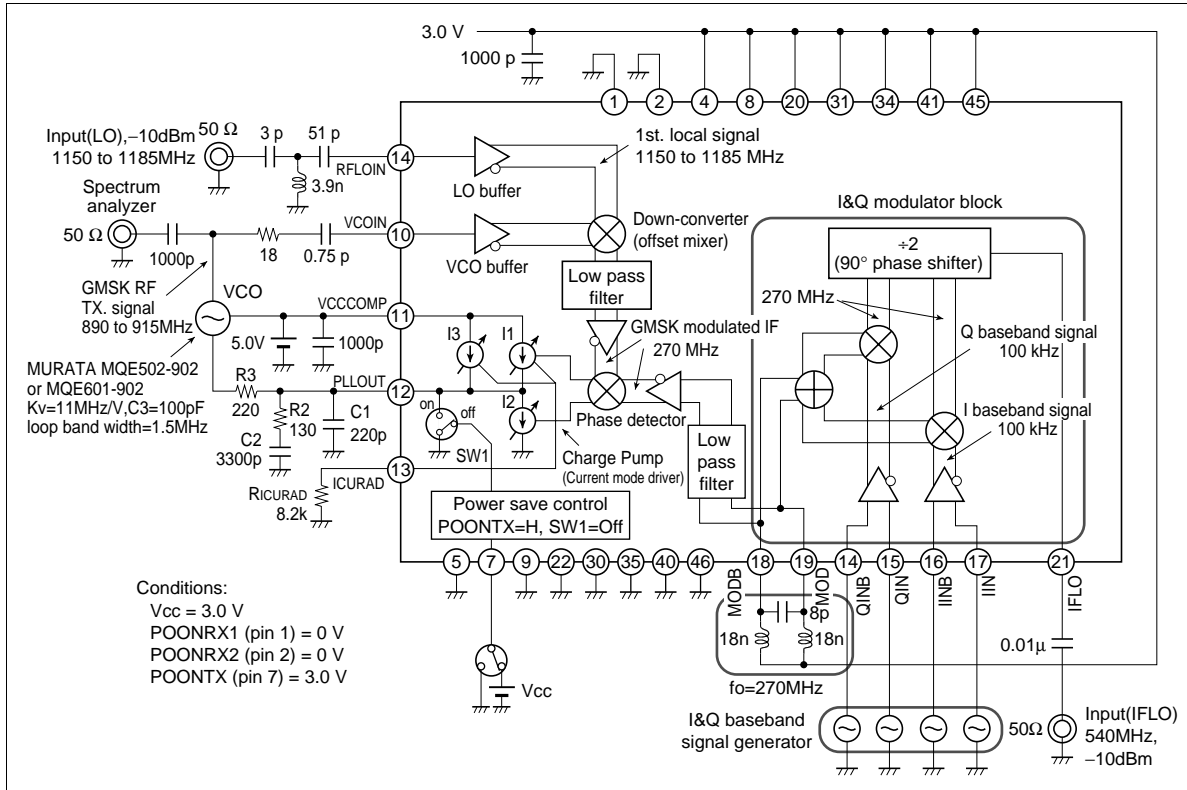 3.0 V
1000 p
1
2
4
8
20
31
34
41
45
Input(LO),–10dBm
1150 to 1185MHz
50 Ω
3 p
51 p
3.9n
RFLOIN
14
LO buffer
1st. local signal
1150 to 1185 MHz
Spectrum
analyzer
50 Ω
1000p
18
0.75 p
VCOIN
10
VCO buffer
Down-converter
(offset mixer)
Low pass
filter
I&Q modulator block
÷2
(90° phase shifter)
270 MHz
Q baseband signal
100 kHz
I baseband signal
100 kHz
GMSK RF
TX. signal
890 to 915MHz
VCO
VCCCOMP
11
5.0V
1000p
I3
I1
I2
GMSK modulated IF
270 MHz
Phase detector
MURATA MQE502-902
or MQE601-902
Kv=11MHz/V,C3=100pF
loop band width=1.5MHz
R3
220
PLLOUT
12
R2
130
C1
220p
C2
3300p
on
off
SW1
Charge Pump
(Current mode driver)
Low
pass
filter
13
ICURAD
RICURAD
8.2k
Power save control
POONTX=H, SW1=Off
5
7
9
22
30
35
40
46
18
19
14
15
16
17
21
MODB
MOD
QINB
QIN
IINB
IIN
IFLO
Conditions:
Vcc = 3.0 V
POONRX1 (pin 1) = 0 V
POONRX2 (pin 2) = 0 V
POONTX (pin 7) = 3.0 V
Vcc
8p
18n
18n
fo=270MHz
0.01µ
I&Q baseband
signal generator
50Ω
Input(IFLO)
540MHz,
–10dBm